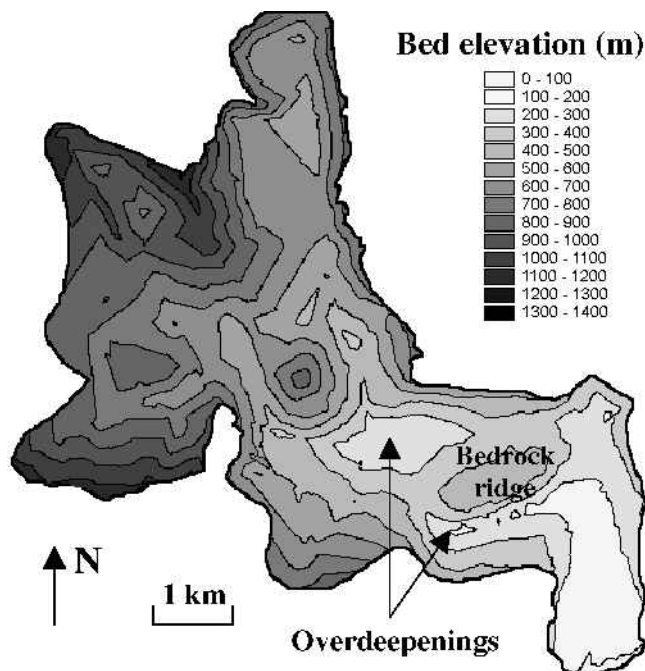 Bed elevation (m)
0 - 100
100 - 200
200 - 300
300 - 400
400 - 500
500 - 600
600 - 700
700 - 800
800 - 900
900 - 1000
1000 - 1100
1100 - 1200
1200 - 1300
1300 - 1400
Bedrock
ridge
N
1 km
Overdeepenings